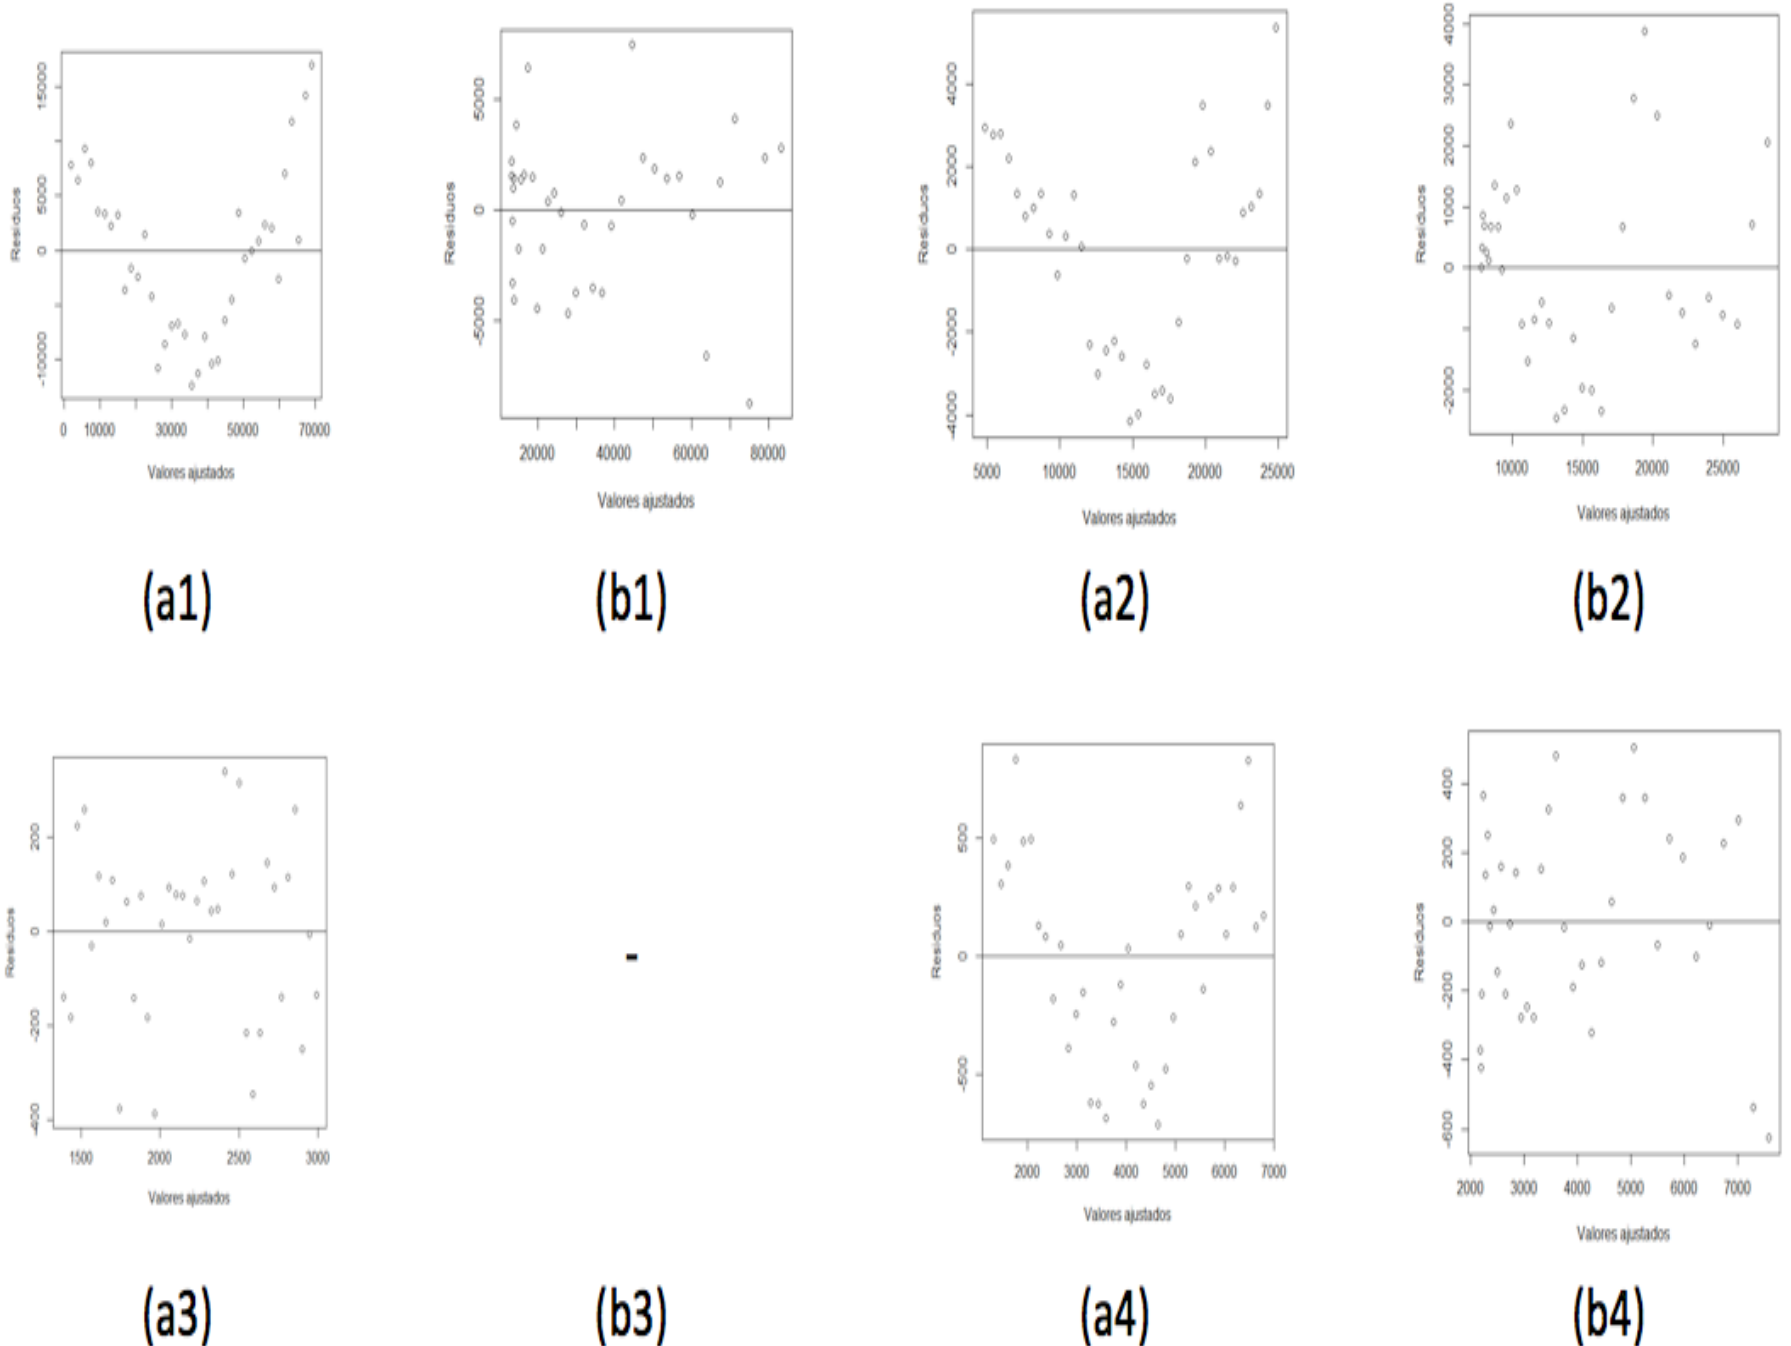 Residuos
15000
5000
0
-10000
0 10000 30000 50000 70000
Valores ajustados
(a1)
Residuos
5000
0
-5000
20000 40000 60000 80000
Valores ajustados
(b1)
Residuos
4000
2000
0
-2000
-4000
5000 10000 15000 20000 25000
Valores ajustados
(a2)
Residuos
4000
3000
2000
1000
0
-2000
10000 15000 20000 25000
Valores ajustados
(b2)
Residuos
200
0
-200
-400
1500 2000 2500 3000
Valores ajustados
(a3)
-
(b3)
Residuos
500
0
-500
2000 3000 4000 5000 6000 7000
Valores ajustados
(a4)
Residuos
400
200
0
-200
-400
-600
2000 3000 4000 5000 6000 7000
Valores ajustados
(b4)